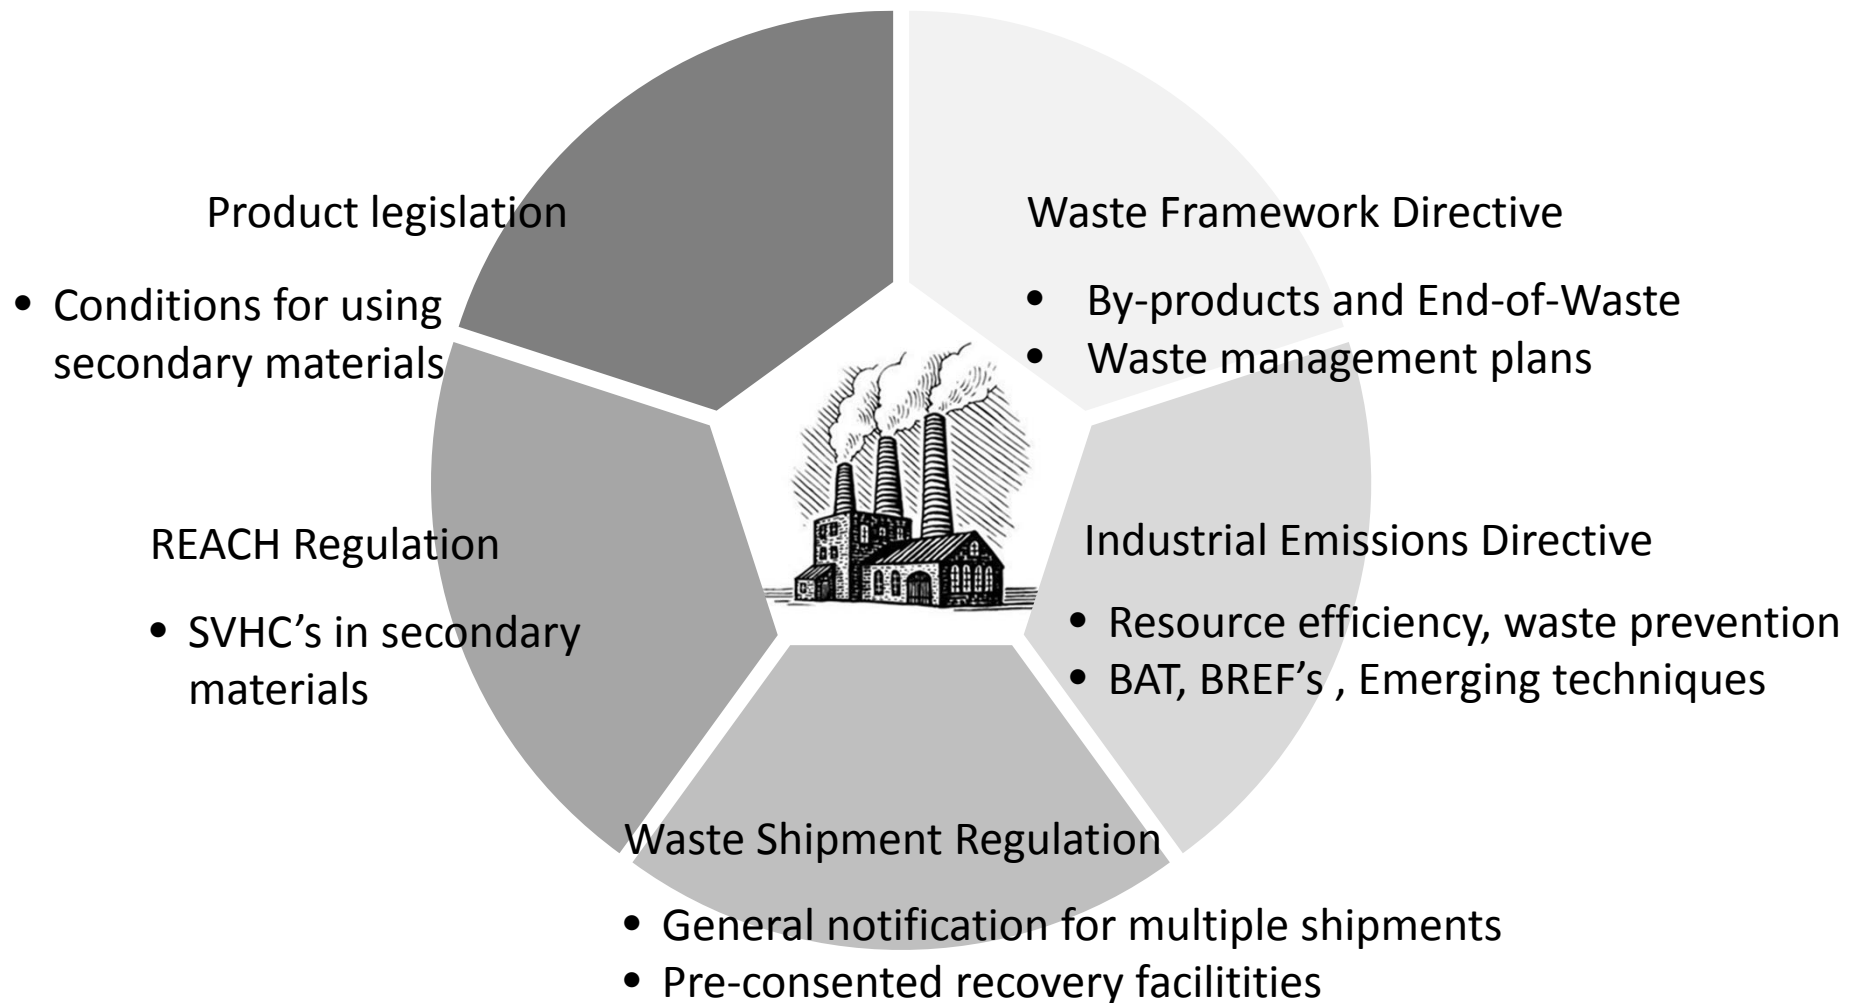 Product legislation
• Conditions for using
secondary materials
Waste Framework Directive
• By-products and End-of-Waste
• Waste management plans
REACH Regulation
• SVHC’s in secondary
materials
Industrial Emissions Directive
• Resource efficiency, waste prevention
• BAT, BREF’s , Emerging techniques
Waste Shipment Regulation
• General notification for multiple shipments
• Pre-consented recovery facilitities